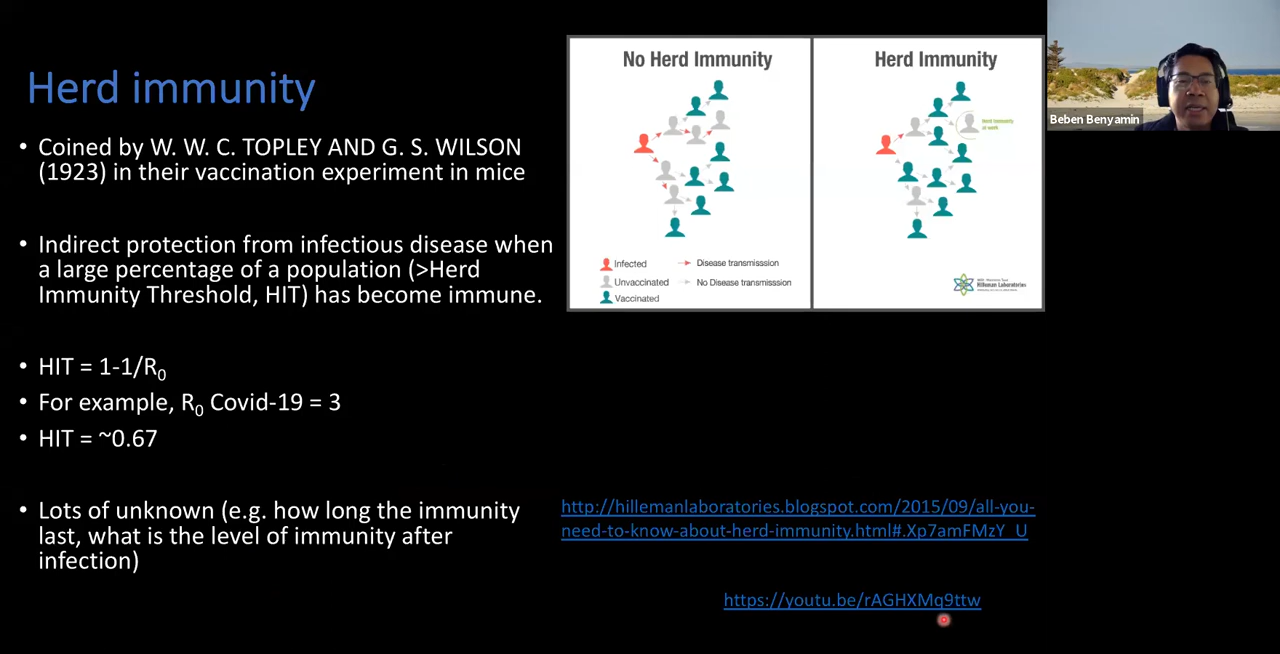 Herd immunity
• Coined by W. W. C. TOPLEY AND G. S. WILSON
(1923) in their vaccination experiment in mice
• Indirect protection from infectious disease when
a large percentage of a population (>Herd
Immunity Threshold, HIT) has become immune.
• HIT = 1-1/R₀
• For example, R₀ Covid-19 = 3
• HIT = ~0.67
• Lots of unknown (e.g. how long the immunity
last, what is the level of immunity after
infection)
No Herd Immunity
Infected
Unvaccinated
Vaccinated
Disease transmisssion
No Disease transmisssion
Herd Immunity
Herd Immunity
at work
Hilleman Laboratories
http://hillemanlaboratories.blogspot.com/2015/09/all-you-
need-to-know-about-herd-immunity.html#.Xp7amFMzY_U
https://youtu.be/rAGHXMq9ttw
Beben Benyamin